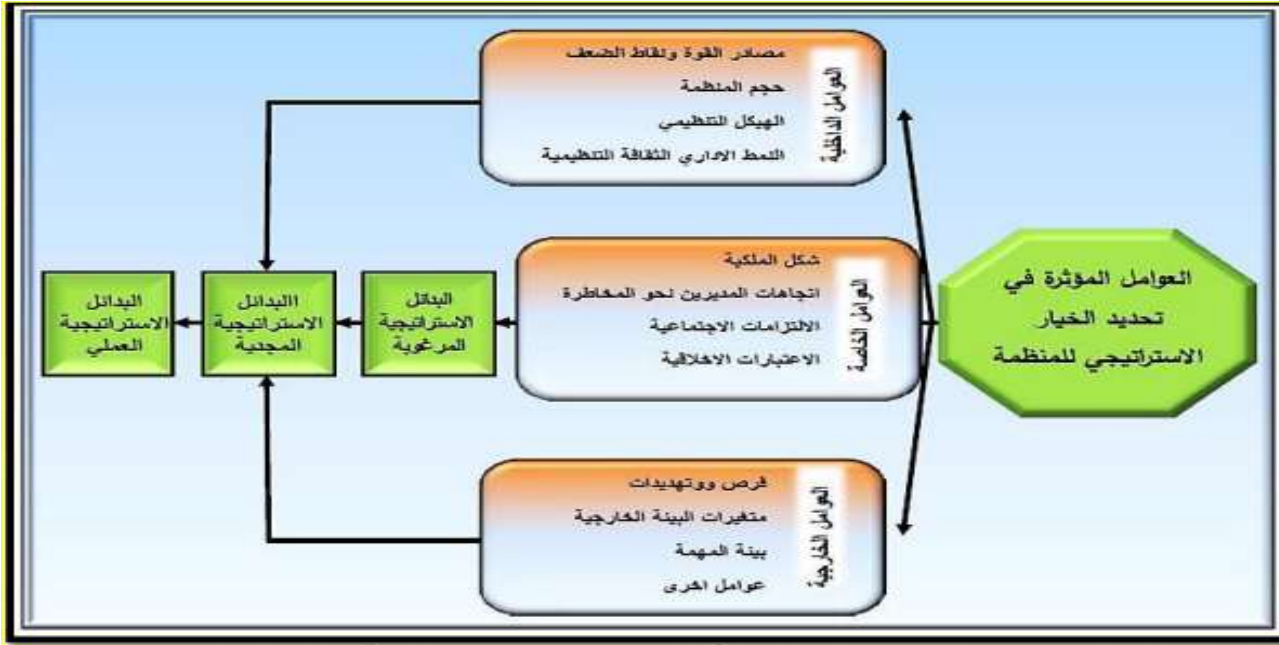 العوامل المؤثرة في
تحديد الخيار
الاستراتيجي للمنظمة
العوامل الداخلية
مصادر القوة ونقاط الضعف
حجم المنظمة
الهيكل التنظيمي
النمط الاداري الثقافة التنظيمية
العوامل الخاصة
شكل الملكية
اتجاهات المديرين نحو المخاطرة
الالتزامات الاجتماعية
الاعتبارات الاخلاقية
العوامل الخارجية
فرص ووتهديدات
متغيرات البيئة الخارجية
بيئة المهمة
عوامل اخرى
البدائل
الاستراتيجية
المرغوبة
االبدائل
الاستراتيجية
المجدية
البدائل
الاستراتيجية
العملي